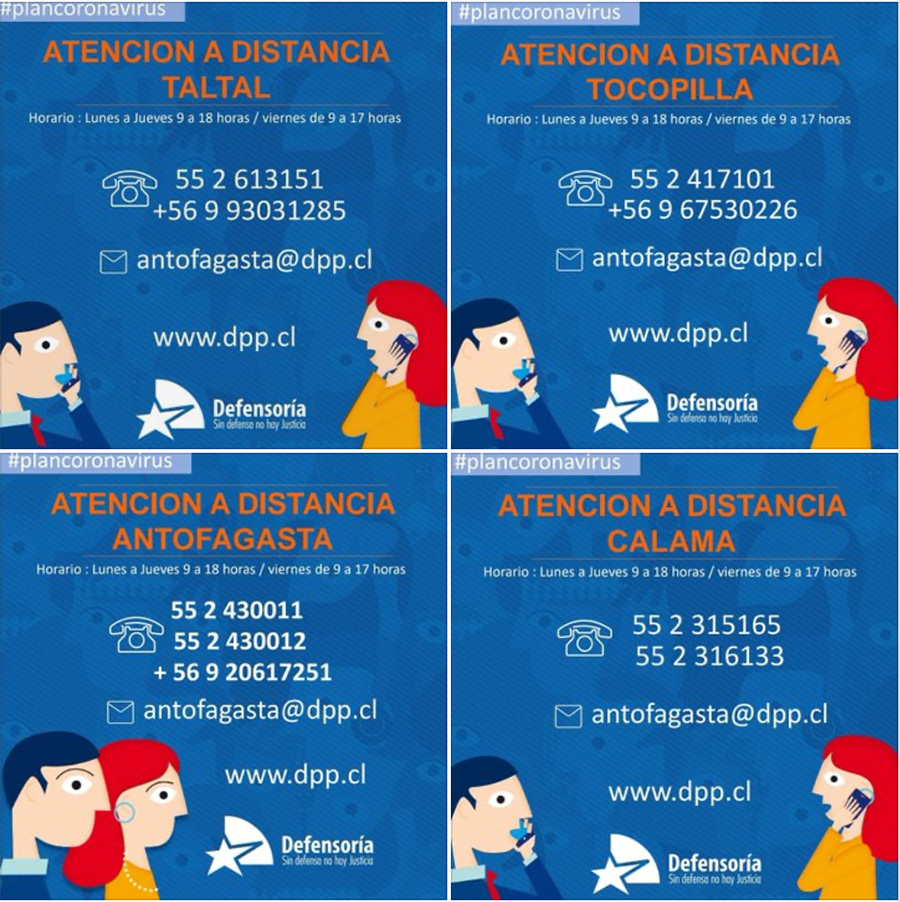 #plancoronavirus
ATENCION A DISTANCIA
TALTAL
Horario : Lunes a Jueves 9 a 18 horas / viernes de 9 a 17 horas
55 2 613151
+56 9 93031285
antofagasta@dpp.cl
www.dpp.cl
Defensoría
Sin defensa no hay Justicia
#plancoronavirus
ATENCION A DISTANCIA
TOCOPILLA
Horario : Lunes a Jueves 9 a 18 horas / viernes de 9 a 17 horas
55 2 417101
+56 9 67530226
antofagasta@dpp.cl
www.dpp.cl
Defensoría
Sin defensa no hay Justicia
#plancoronavirus
ATENCION A DISTANCIA
ANTOFAGASTA
Horario : Lunes a Jueves 9 a 18 horas / viernes de 9 a 17 horas
55 2 430011
55 2 430012
+ 56 9 20617251
antofagasta@dpp.cl
www.dpp.cl
Defensoría
Sin defensa no hay Justicia
#plancoronavirus
ATENCION A DISTANCIA
CALAMA
Horario : Lunes a Jueves 9 a 18 horas / viernes de 9 a 17 horas
55 2 315165
55 2 316133
antofagasta@dpp.cl
www.dpp.cl
Defensoría
Sin defensa no hay Justicia